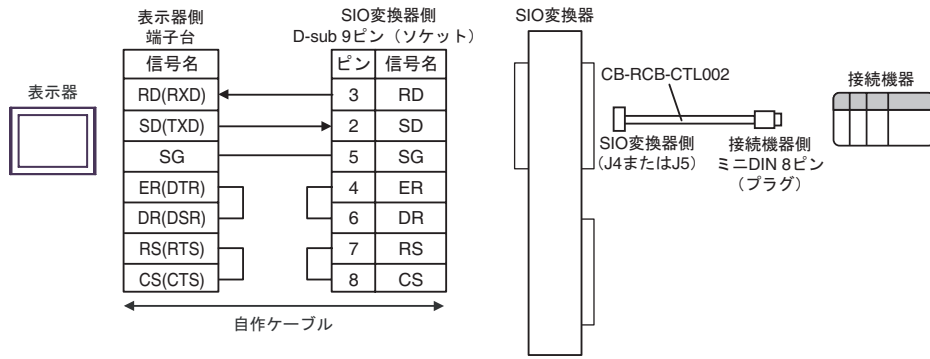 表示器
表示器側
端子台
信号名
RD(RXD)
SD(TXD)
SG
ER(DTR)
DR(DSR)
RS(RTS)
CS(CTS)
SIO変換器側
D-sub 9ピン（ソケット）
ピン 信号名
3 RD
2 SD
5 SG
4 ER
6 DR
7 RS
8 CS
自作ケーブル
SIO変換器
CB-RCB-CTL002
SIO変換器側
（J4またはJ5）
接続機器側
ミニDIN 8ピン
（プラグ）
接続機器